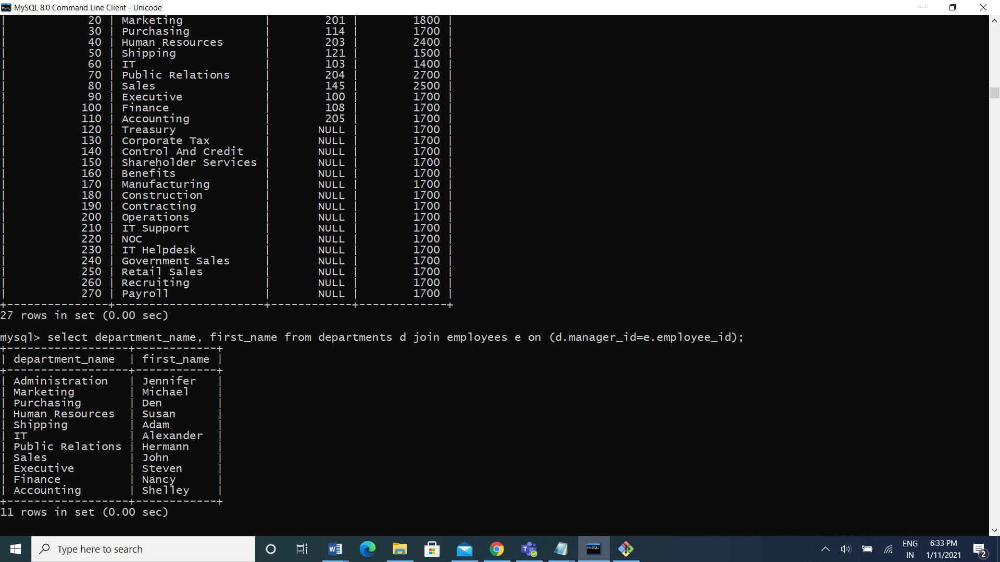 MySQL 8.0 Command Line Client - Unicode
| 20 | Marketing | 201 | 1800 |
| 30 | Purchasing | 114 | 1700 |
| 40 | Human Resources | 203 | 2400 |
| 50 | Shipping | 121 | 1500 |
| 60 | IT | 103 | 1400 |
| 70 | Public Relations | 204 | 2700 |
| 80 | Sales | 145 | 2500 |
| 90 | Executive | 100 | 1700 |
| 100 | Finance | 108 | 1700 |
| 110 | Accounting | 205 | 1700 |
| 120 | Treasury | NULL | 1700 |
| 130 | Corporate Tax | NULL | 1700 |
| 140 | Control And Credit | NULL | 1700 |
| 150 | Shareholder Services | NULL | 1700 |
| 160 | Benefits | NULL | 1700 |
| 170 | Manufacturing | NULL | 1700 |
| 180 | Construction | NULL | 1700 |
| 190 | Contracting | NULL | 1700 |
| 200 | Operations | NULL | 1700 |
| 210 | IT Support | NULL | 1700 |
| 220 | NOC | NULL | 1700 |
| 230 | IT Helpdesk | NULL | 1700 |
| 240 | Government Sales | NULL | 1700 |
| 250 | Retail Sales | NULL | 1700 |
| 260 | Recruiting | NULL | 1700 |
| 270 | Payroll | NULL | 1700 |
+---------------+----------------------+------------+-------------+
27 rows in set (0.00 sec)
mysql> select department_name, first_name from departments d join employees e on (d.manager_id=e.employee_id);
+------------------+------------+
| department_name | first_name |
+------------------+------------+
| Administration | Jennifer |
| Marketing | Michael |
| Purchasing | Den |
| Human Resources | Susan |
| Shipping | Adam |
| IT | Alexander |
| Public Relations | Hermann |
| Sales | John |
| Executive | Steven |
| Finance | Nancy |
| Accounting | Shelley |
+------------------+------------+
11 rows in set (0.00 sec)
Type here to search
ENG
IN
6:33 PM
1/11/2021
2